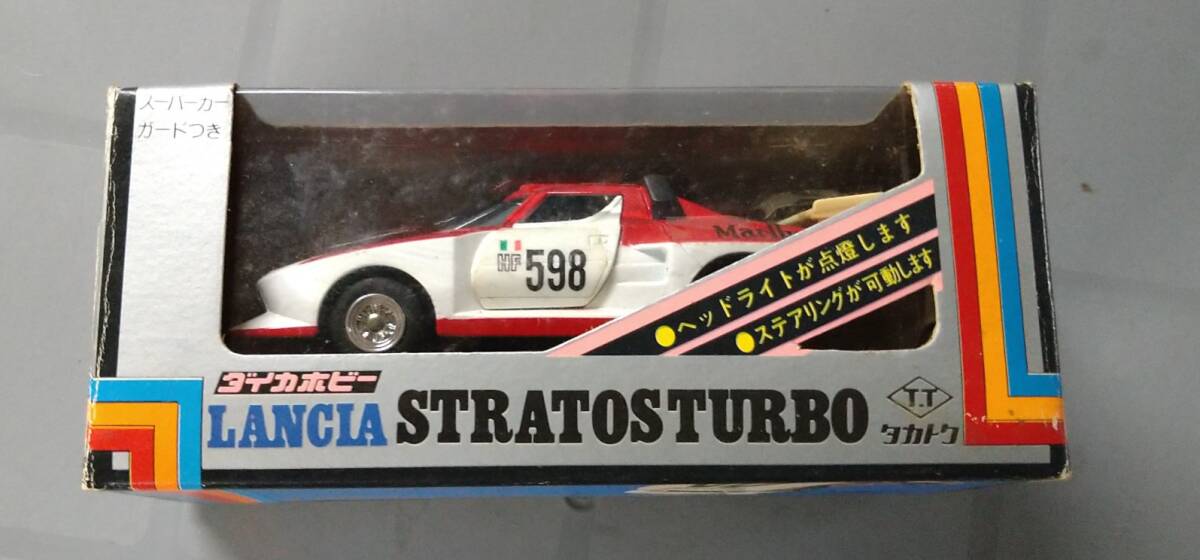 スーパーカー
ガードつき
HF 598
Marlb
●ヘッドライトが点燈します
●ステアリングが可動します
ダイカホビー
LANCIA STRATOS TURBO
T.T
タカトク